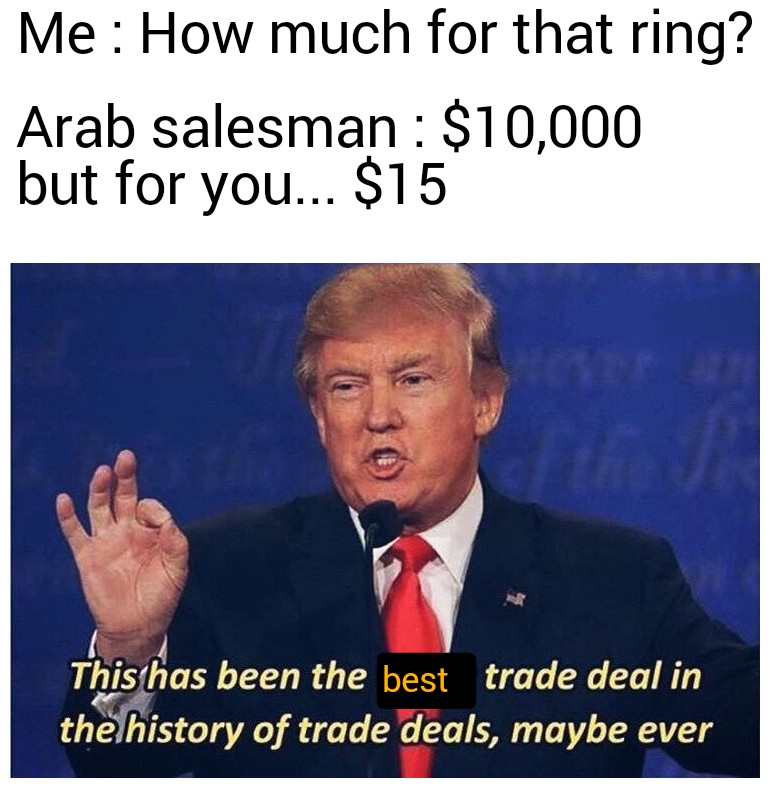 Me : How much for that ring?
Arab salesman : $10,000
but for you... $15
This has been the best trade deal in
the history of trade deals, maybe ever